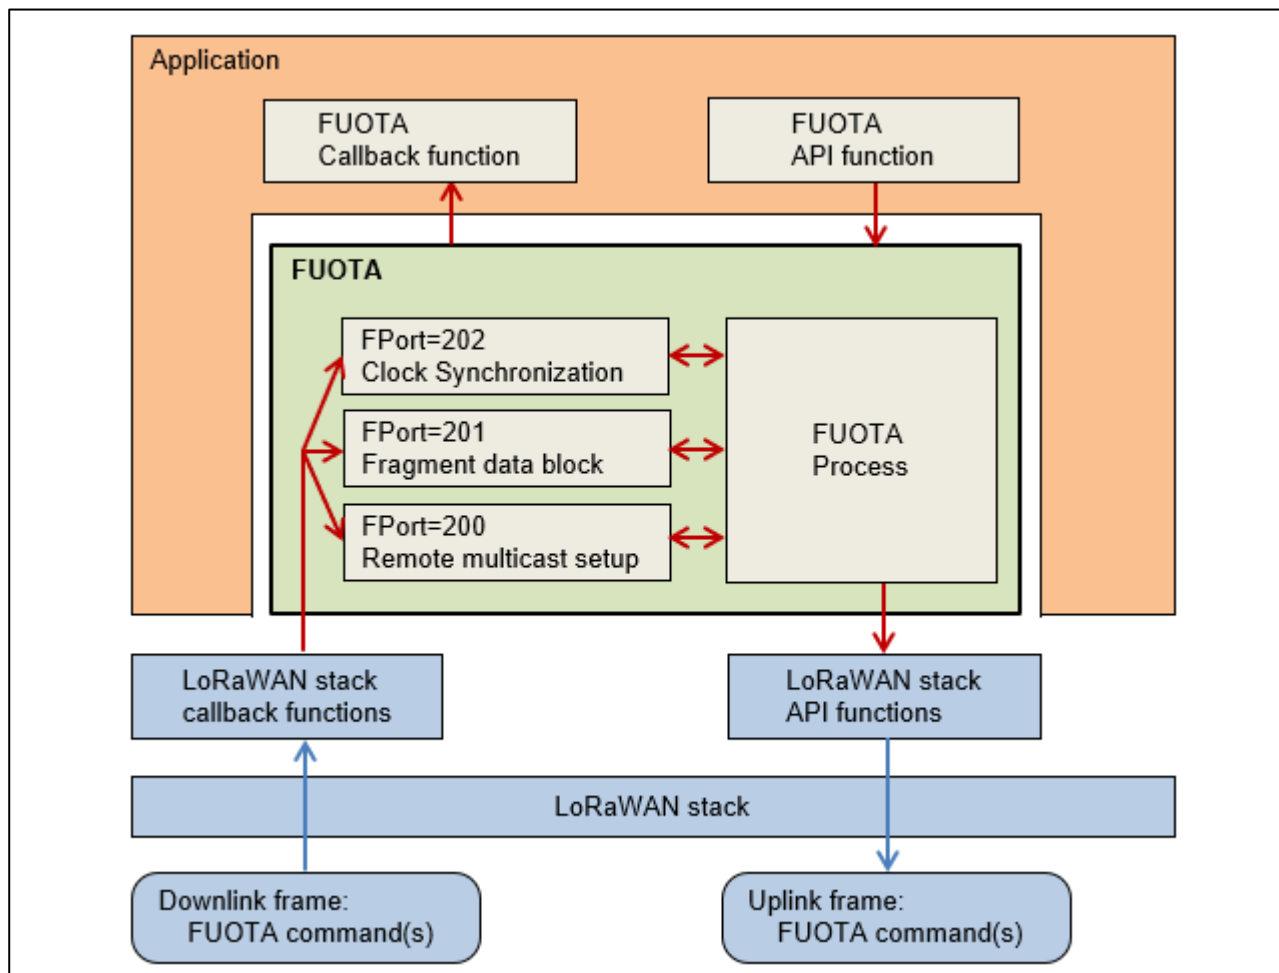 Application
FUOTA
Callback function
FUOTA
API function
FUOTA
FPort=202
Clock Synchronization
FPort=201
Fragment data block
FPort=200
Remote multicast setup
FUOTA
Process
LoRaWAN stack
callback functions
LoRaWAN stack
API functions
LoRaWAN stack
Downlink frame:
FUOTA command(s)
Uplink frame:
FUOTA command(s)